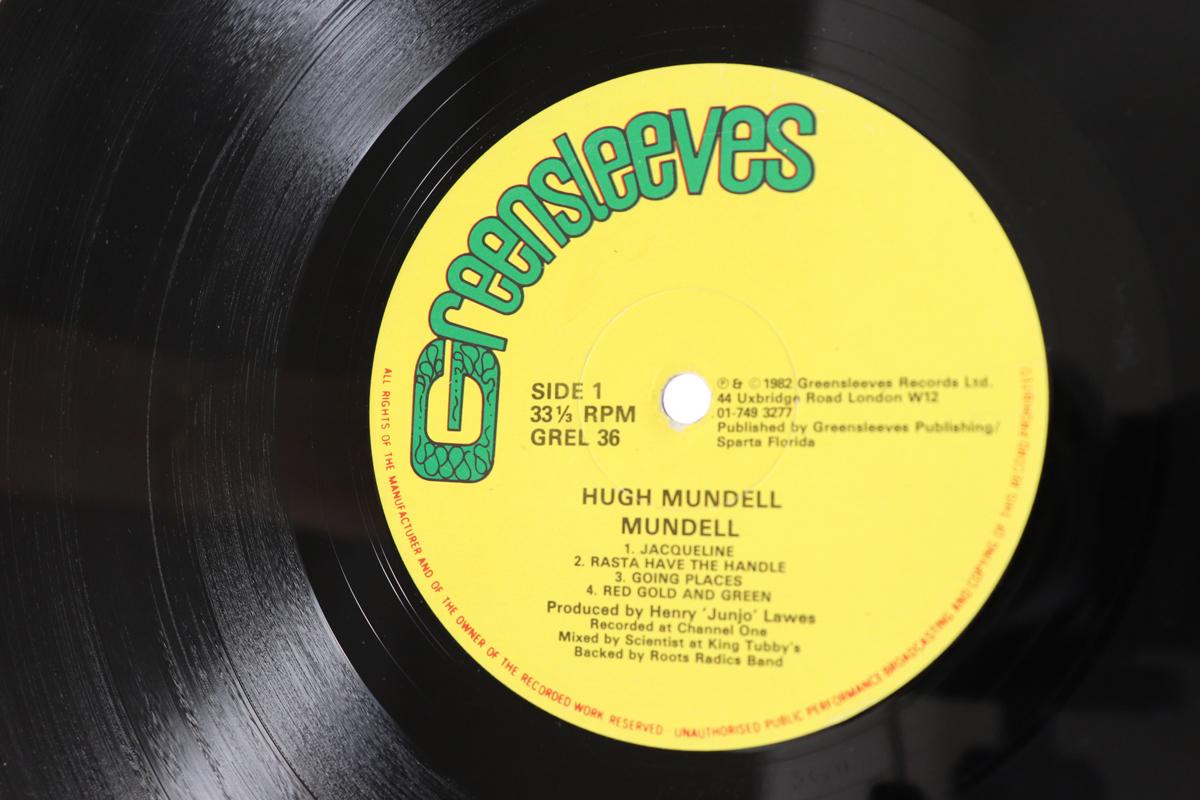 Greensleeves
SIDE 1
33⅓ RPM
GREL 36
℗ & © 1982 Greensleeves Records Ltd.
44 Uxbridge Road London W12
01-749 3277
Published by Greensleeves Publishing/
Sparta Florida
HUGH MUNDELL
MUNDELL
1. JACQUELINE
2. RASTA HAVE THE HANDLE
3. GOING PLACES
4. RED GOLD AND GREEN
Produced by Henry 'Junjo' Lawes
Recorded at Channel One
Mixed by Scientist at King Tubby's
Backed by Roots Radics Band
ALL RIGHTS OF THE MANUFACTURER AND OF THE OWNER OF THE RECORDED WORK RESERVED UNAUTHORISED PUBLIC PERFORMANCE BROADCASTING AND COPYING OF THIS RECORD PROHIBITED